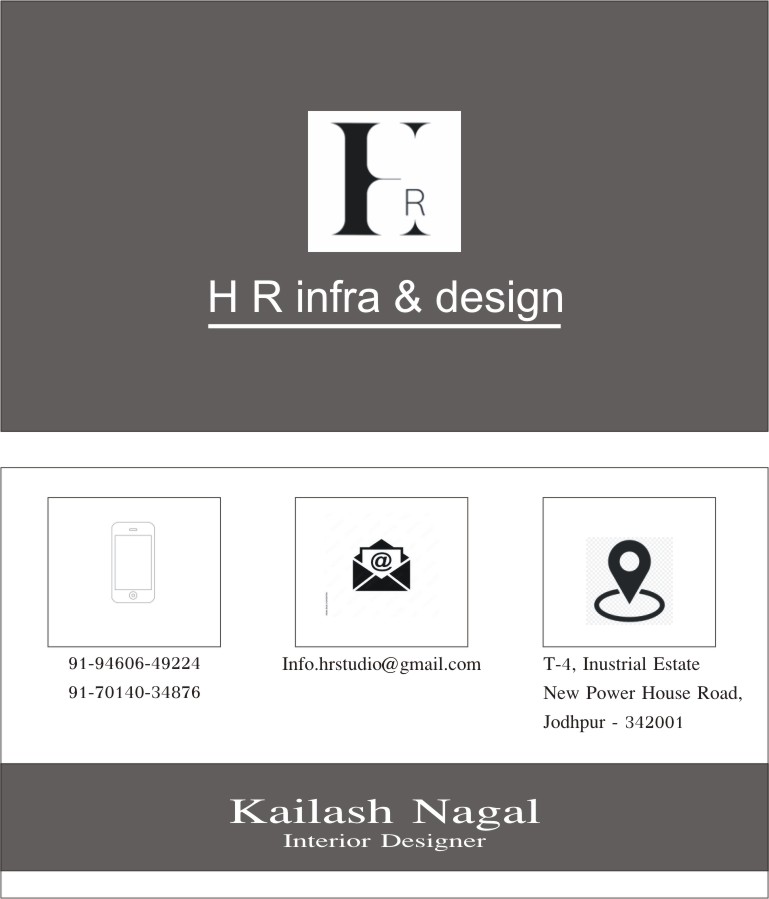 H R
H R infra & design
@
91-94606-49224
91-70140-34876
Info.hrstudio@gmail.com
T-4, Inustrial Estate
New Power House Road,
Jodhpur - 342001
Kailash Nagal
Interior Designer